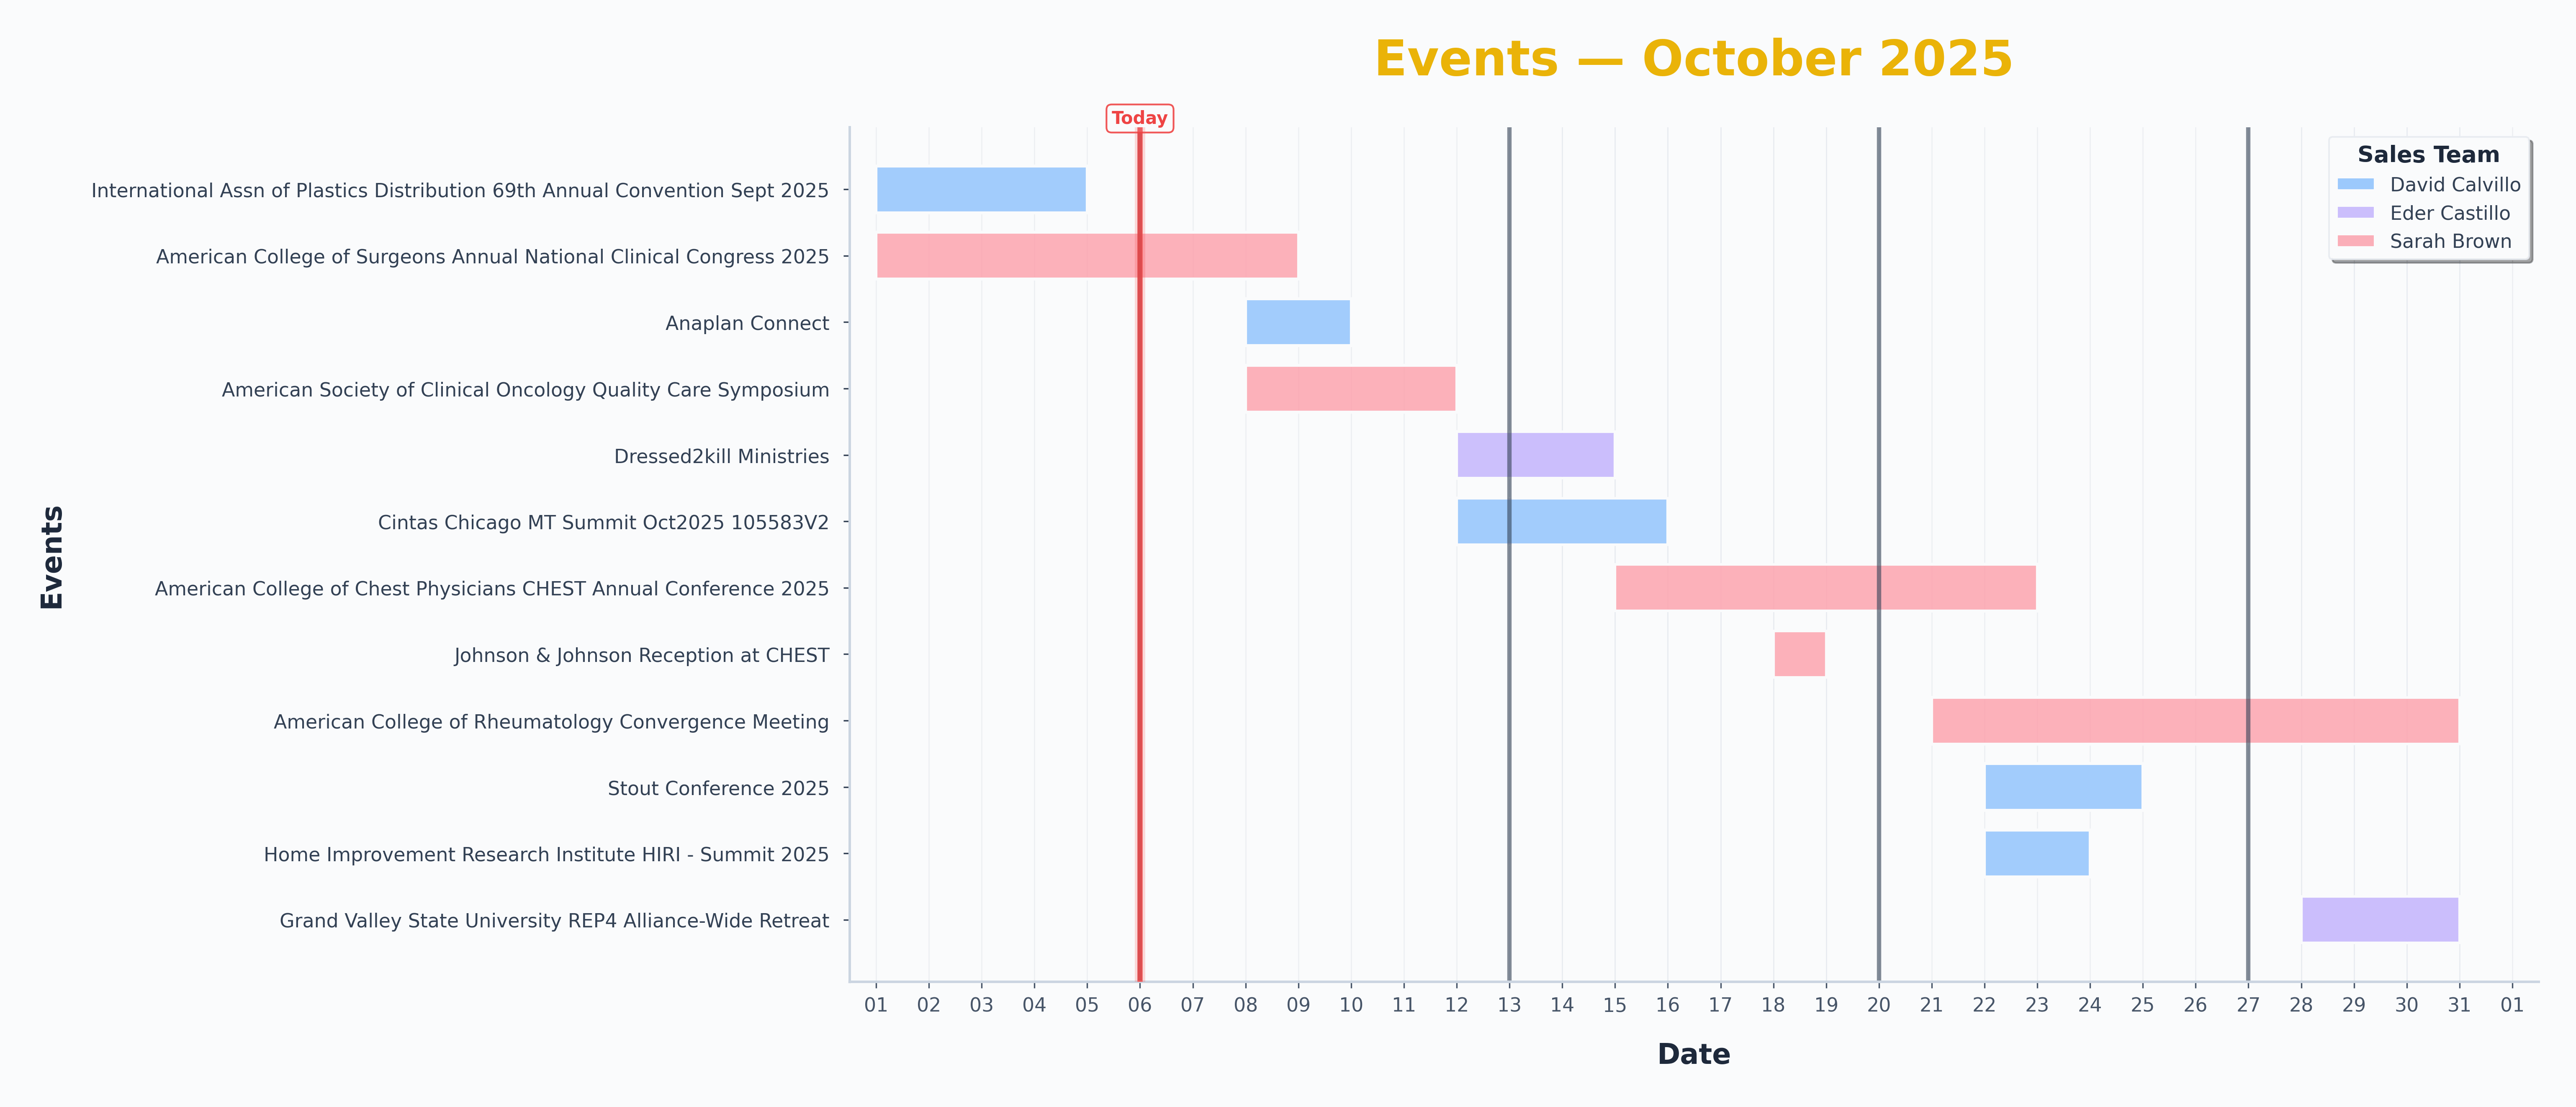 Events — October 2025
Today
Sales Team
David Calvillo
Eder Castillo
Sarah Brown
Events
International Assn of Plastics Distribution 69th Annual Convention Sept 2025
American College of Surgeons Annual National Clinical Congress 2025
Anaplan Connect
American Society of Clinical Oncology Quality Care Symposium
Dressed2kill Ministries
Cintas Chicago MT Summit Oct2025 105583V2
American College of Chest Physicians CHEST Annual Conference 2025
Johnson & Johnson Reception at CHEST
American College of Rheumatology Convergence Meeting
Stout Conference 2025
Home Improvement Research Institute HIRI - Summit 2025
Grand Valley State University REP4 Alliance-Wide Retreat
01 02 03 04 05 06 07 08 09 10 11 12 13 14 15 16 17 18 19 20 21 22 23 24 25 26 27 28 29 30 31 01
Date